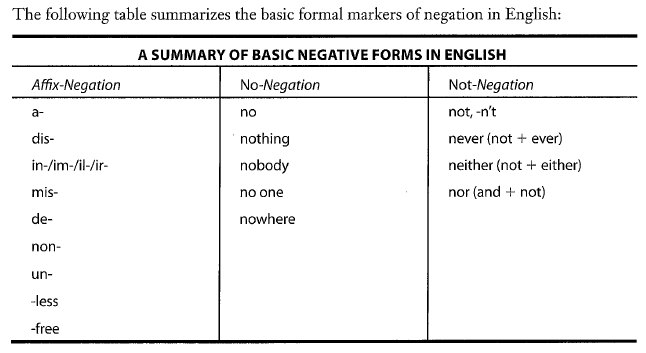 The following table summarizes the basic formal markers of negation in English:
A SUMMARY OF BASIC NEGATIVE FORMS IN ENGLISH
Affix-Negation No-Negation Not-Negation
a- no not, -n't
dis- nothing never (not + ever)
in-/im-/il-/ir- nobody neither (not + either)
mis- no one nor (and + not)
de- nowhere
non-
un-
-less
-free